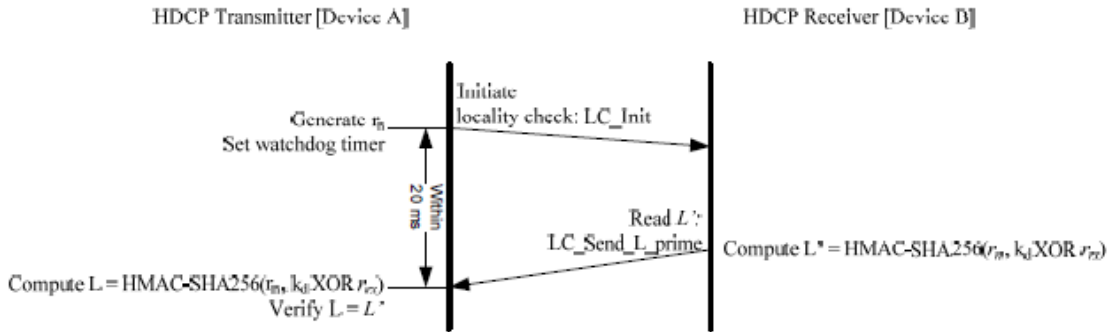 HDCP Transmitter [Device A]
HDCP Receiver [Device B]
Initiate
locality check: LC_Init
Generate rn
Set watchdog timer
Within
20 ms
Read L’:
LC_Send_L_prime
Compute L’ = HMAC-SHA256(rn, kd XOR rrx)
Compute L = HMAC-SHA256(rn, kd XOR rrx)
Verify L = L’